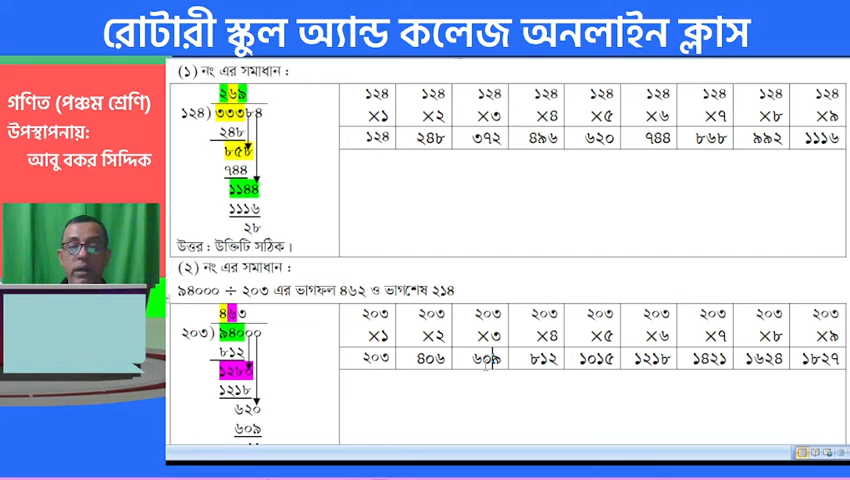 রোটারী স্কুল অ্যান্ড কলেজ অনলাইন ক্লাস
গণিত (পঞ্চম শ্রেণি)
উপস্থাপনায়:
আবু বকর সিদ্দিক
(১) নং এর সমাধান :
২৬৯
১২৪ ) ৩৩৩৮৪
২৪৮
৮৫৮
৭৪৪
১১৪৪
১১১৬
২৮
১২৪ ১২৪ ১২৪ ১২৪ ১২৪ ১২৪ ১২৪ ১২৪ ১২৪
×১ ×২ ×৩ ×৪ ×৫ ×৬ ×৭ ×৮ ×৯
১২৪ ২৪৮ ৩৭২ ৪৯৬ ৬২০ ৭৪৪ ৮৬৮ ৯৯২ ১১১৬
উত্তর : উক্তিটি সঠিক।
(২) নং এর সমাধান :
৯৪০০০ ÷ ২০৩ এর ভাগফল ৪৬২ ও ভাগশেষ ২১৪
৪৬৩
২০৩ ) ৯৪০০০
৮১২
১২৮০
১২১৮
৬২০
৬০৯
২০৩ ২০৩ ২০৩ ২০৩ ২০৩ ২০৩ ২০৩ ২০৩ ২০৩
×১ ×২ ×৩ ×৪ ×৫ ×৬ ×৭ ×৮ ×৯
২০৩ ৪০৬ ৬০৯ ৮১২ ১০১৫ ১২১৮ ১৪২১ ১৬২৪ ১৮২৭